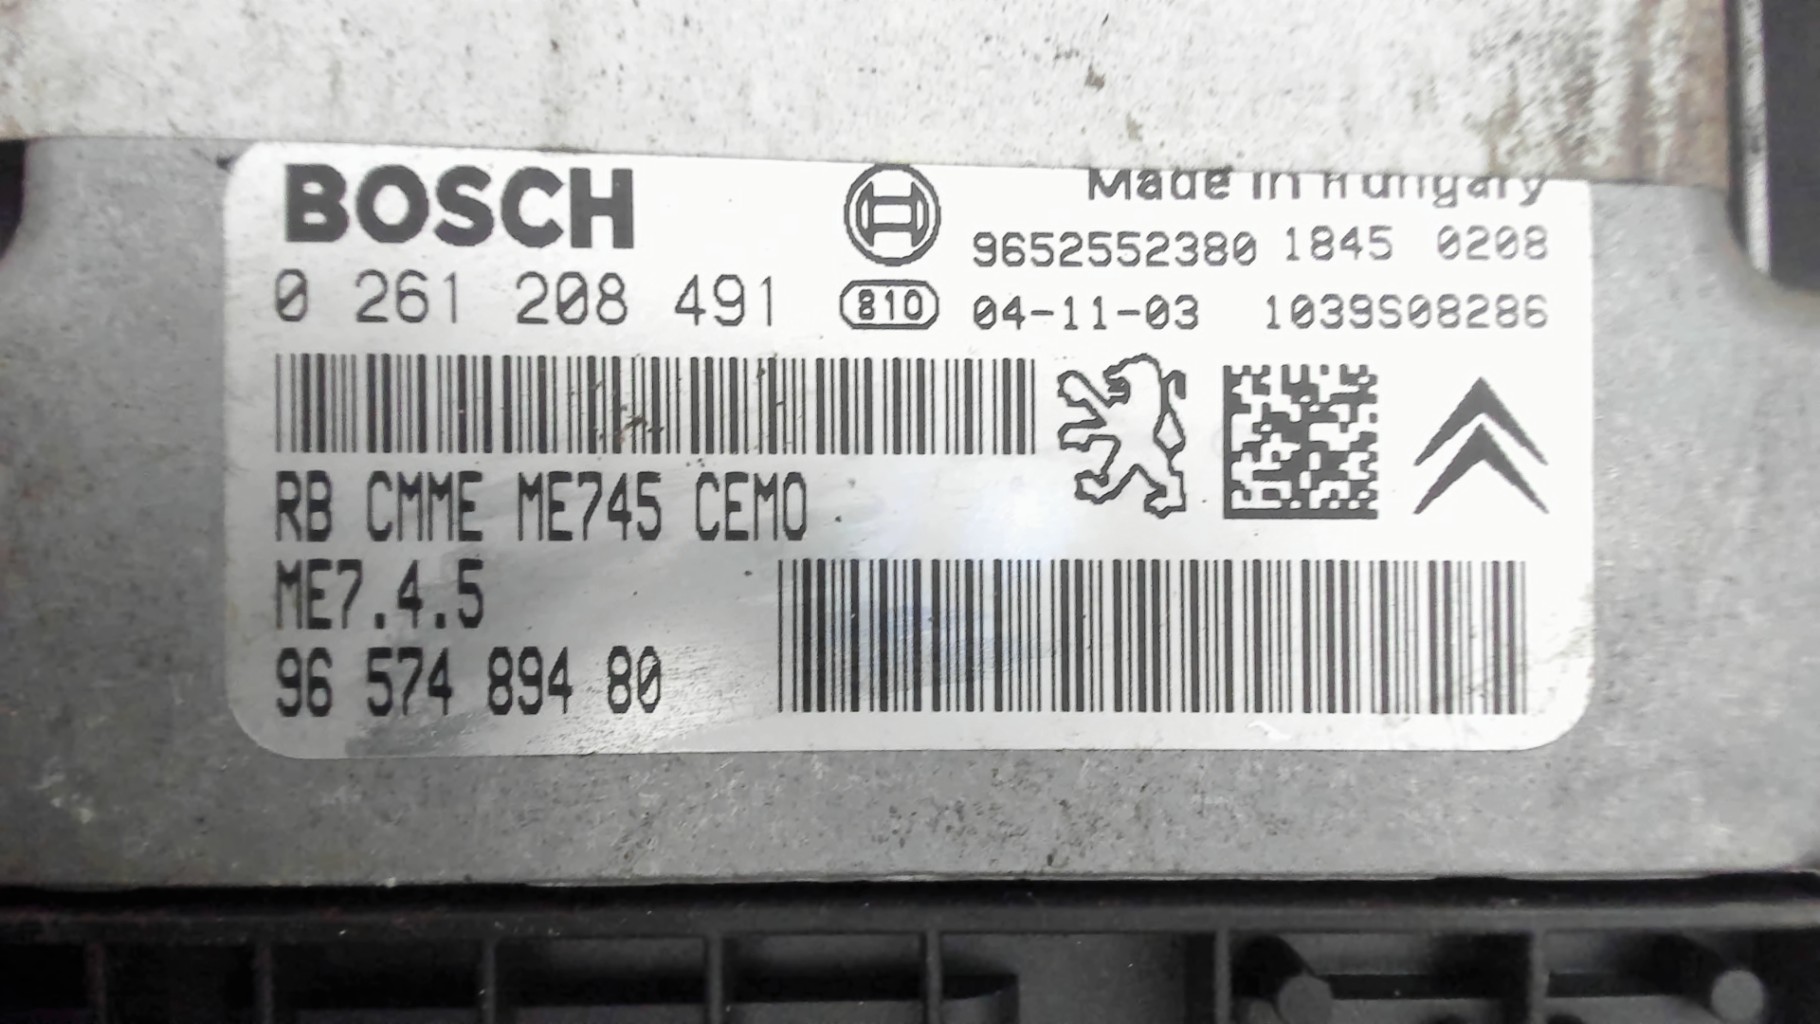 BOSCH
Made in Hungary
9652552380 1845 0208
0 261 208 491
810
04-11-03 1039S08286
RB CMME ME745 CEMO
ME7.4.5
96 574 894 80